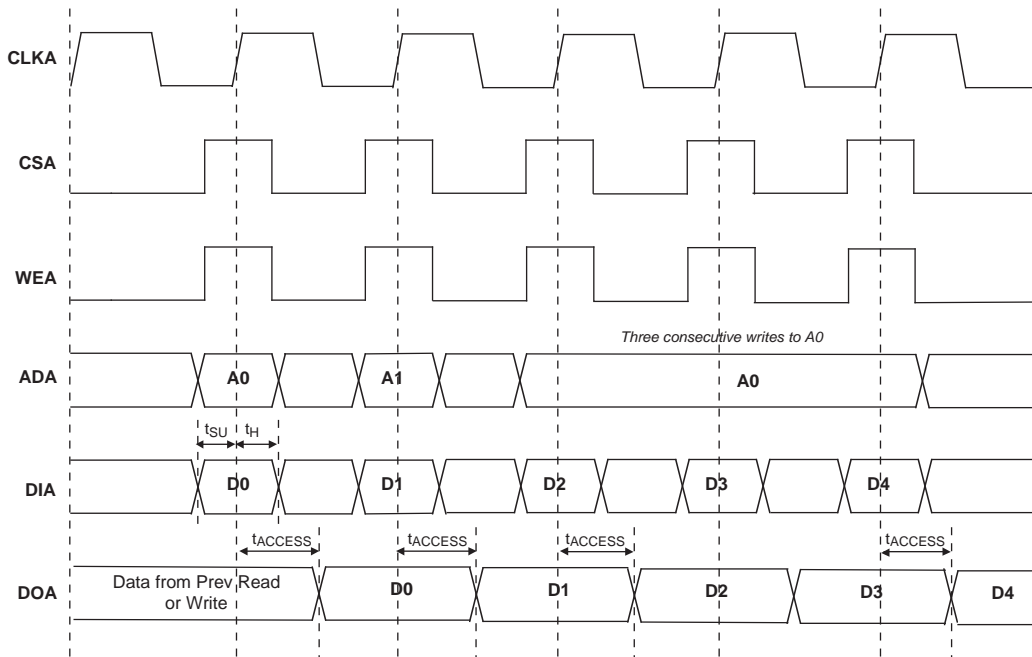 CLKA
CSA
WEA
Three consecutive writes to A0
ADA A0 A1 A0
tSU tH
DIA D0 D1 D2 D3 D4
tACCESS tACCESS tACCESS tACCESS
DOA Data from Prev Read D0 D1 D2 D3 D4
or Write